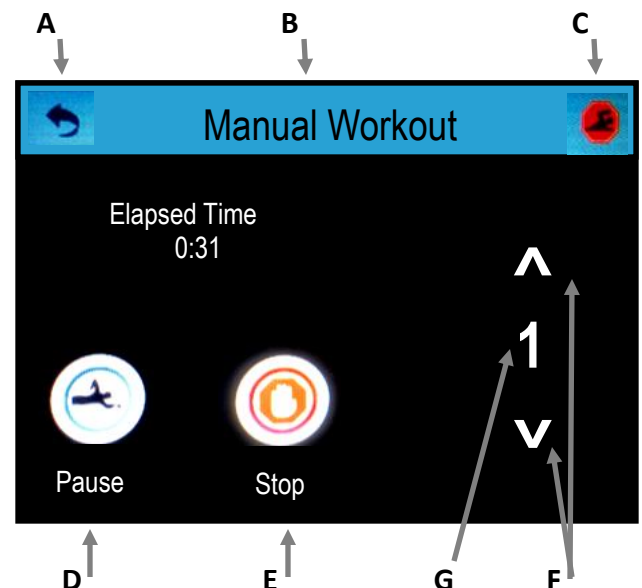 A B C
Manual Workout
Elapsed Time
0:31
1
Pause Stop
D E G F